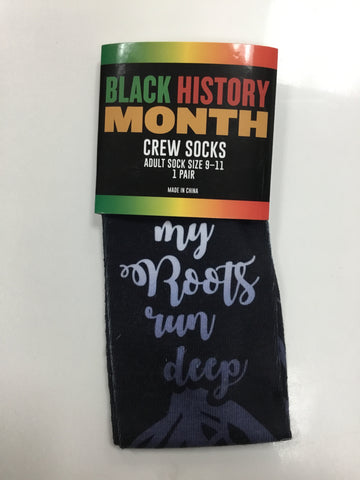 BLACK HISTORY
MONTH
CREW SOCKS
ADULT SOCK SIZE 9-11
1 PAIR
MADE IN CHINA
my
Roots
run
deep